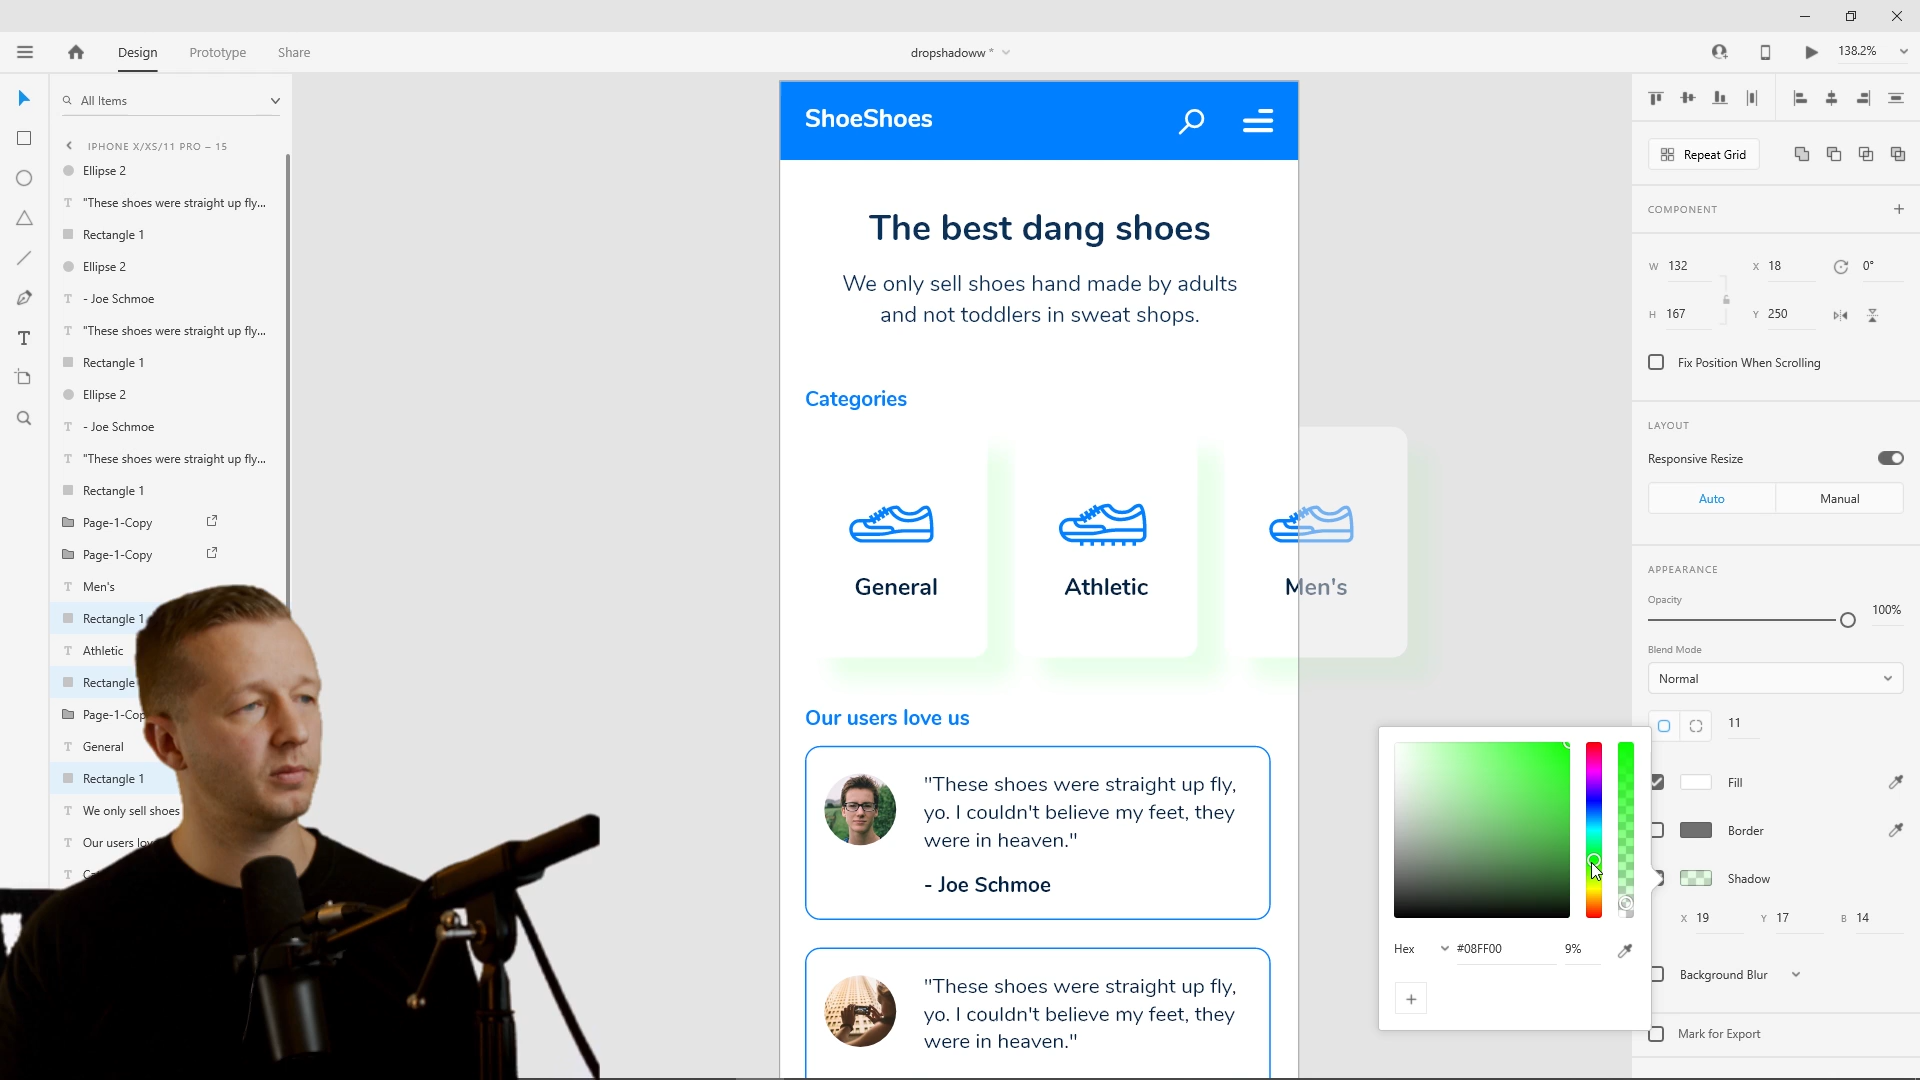 Design
Prototype
Share
dropshadoww *
138.2%
All Items
IPHONE X/XS/11 PRO – 15
Ellipse 2
"These shoes were straight up fly...
Rectangle 1
Ellipse 2
- Joe Schmoe
"These shoes were straight up fly...
Rectangle 1
Ellipse 2
- Joe Schmoe
"These shoes were straight up fly...
Rectangle 1
Page-1-Copy
Page-1-Copy
Men's
Rectangle 1
Athletic
Rectangle
Page-1-Cop
General
Rectangle 1
We only sell shoes
Our users lov
ShoeShoes
The best dang shoes
We only sell shoes hand made by adults
and not toddlers in sweat shops.
Categories
General
Athletic
Men's
Our users love us
"These shoes were straight up fly,
yo. I couldn't believe my feet, they
were in heaven."
- Joe Schmoe
"These shoes were straight up fly,
yo. I couldn't believe my feet, they
were in heaven."
Hex
#08FF00
9%
Repeat Grid
COMPONENT
W 132
X 18
0°
H 167
Y 250
Fix Position When Scrolling
LAYOUT
Responsive Resize
Auto
Manual
APPEARANCE
Opacity
100%
Blend Mode
Normal
11
Fill
Border
Shadow
X 19
Y 17
B 14
Background Blur
Mark for Export